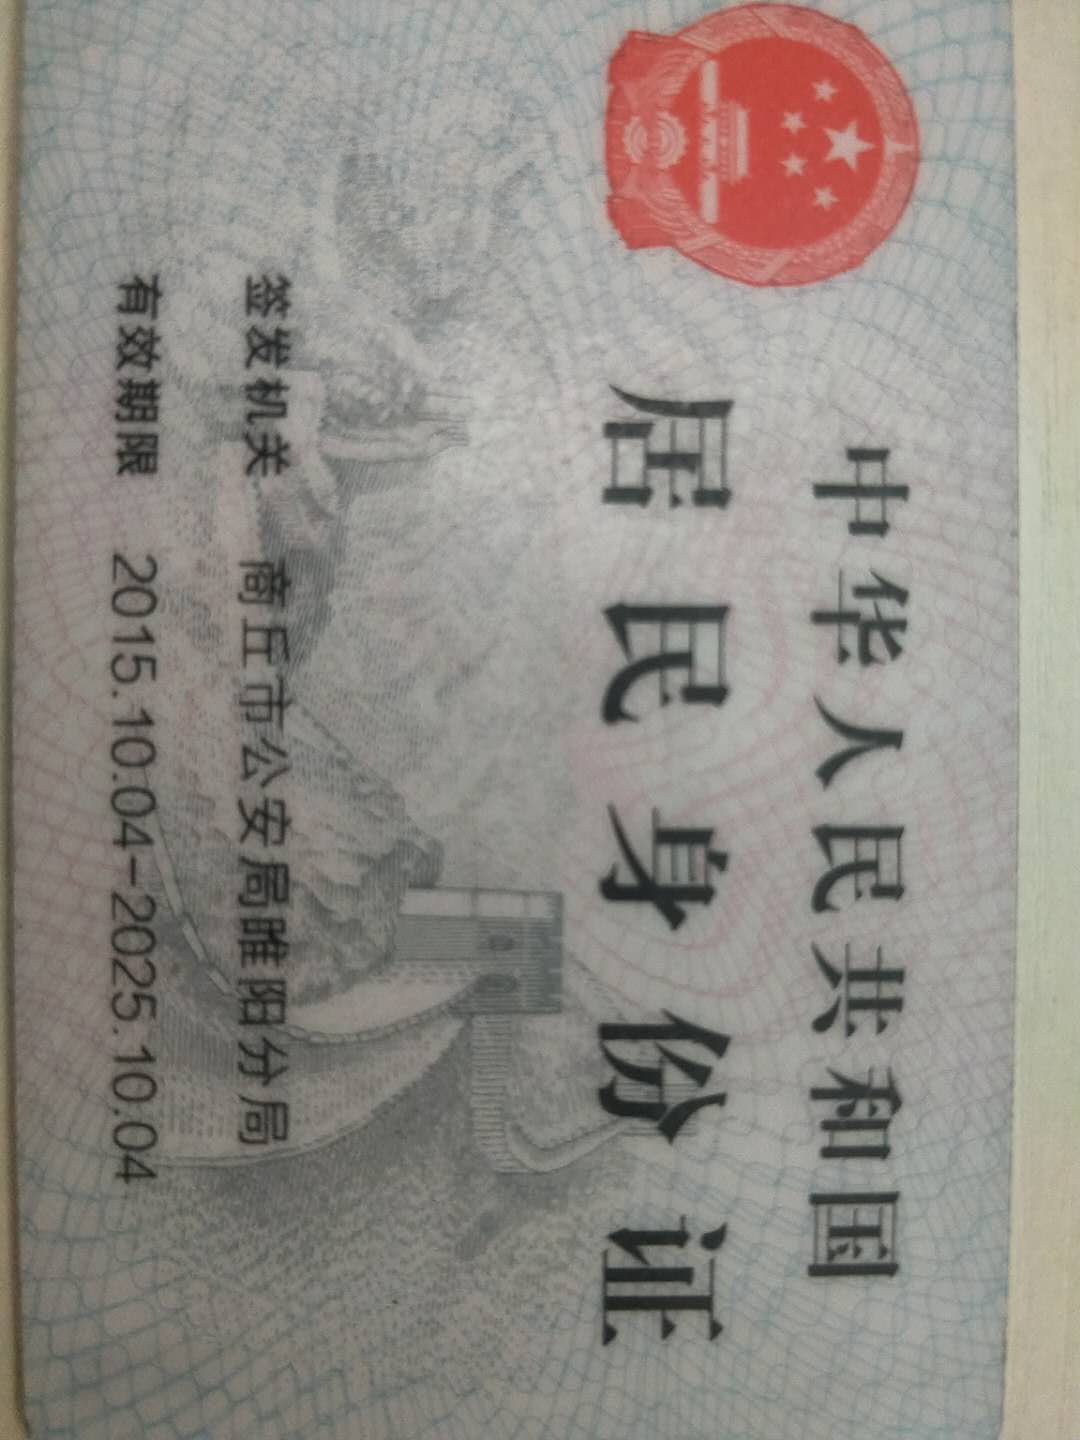 中华人民共和国
居民身份证
签发机关 商丘市公安局睢阳分局
有效期限 2015.10.04-2025.10.04